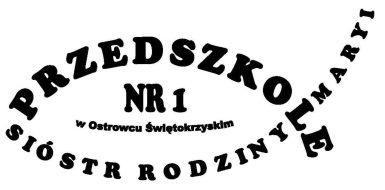 PRZEDSZKOLE
NR 1
w Ostrowcu Świętokrzyskim
SIÓSTR RODZINY MARYI